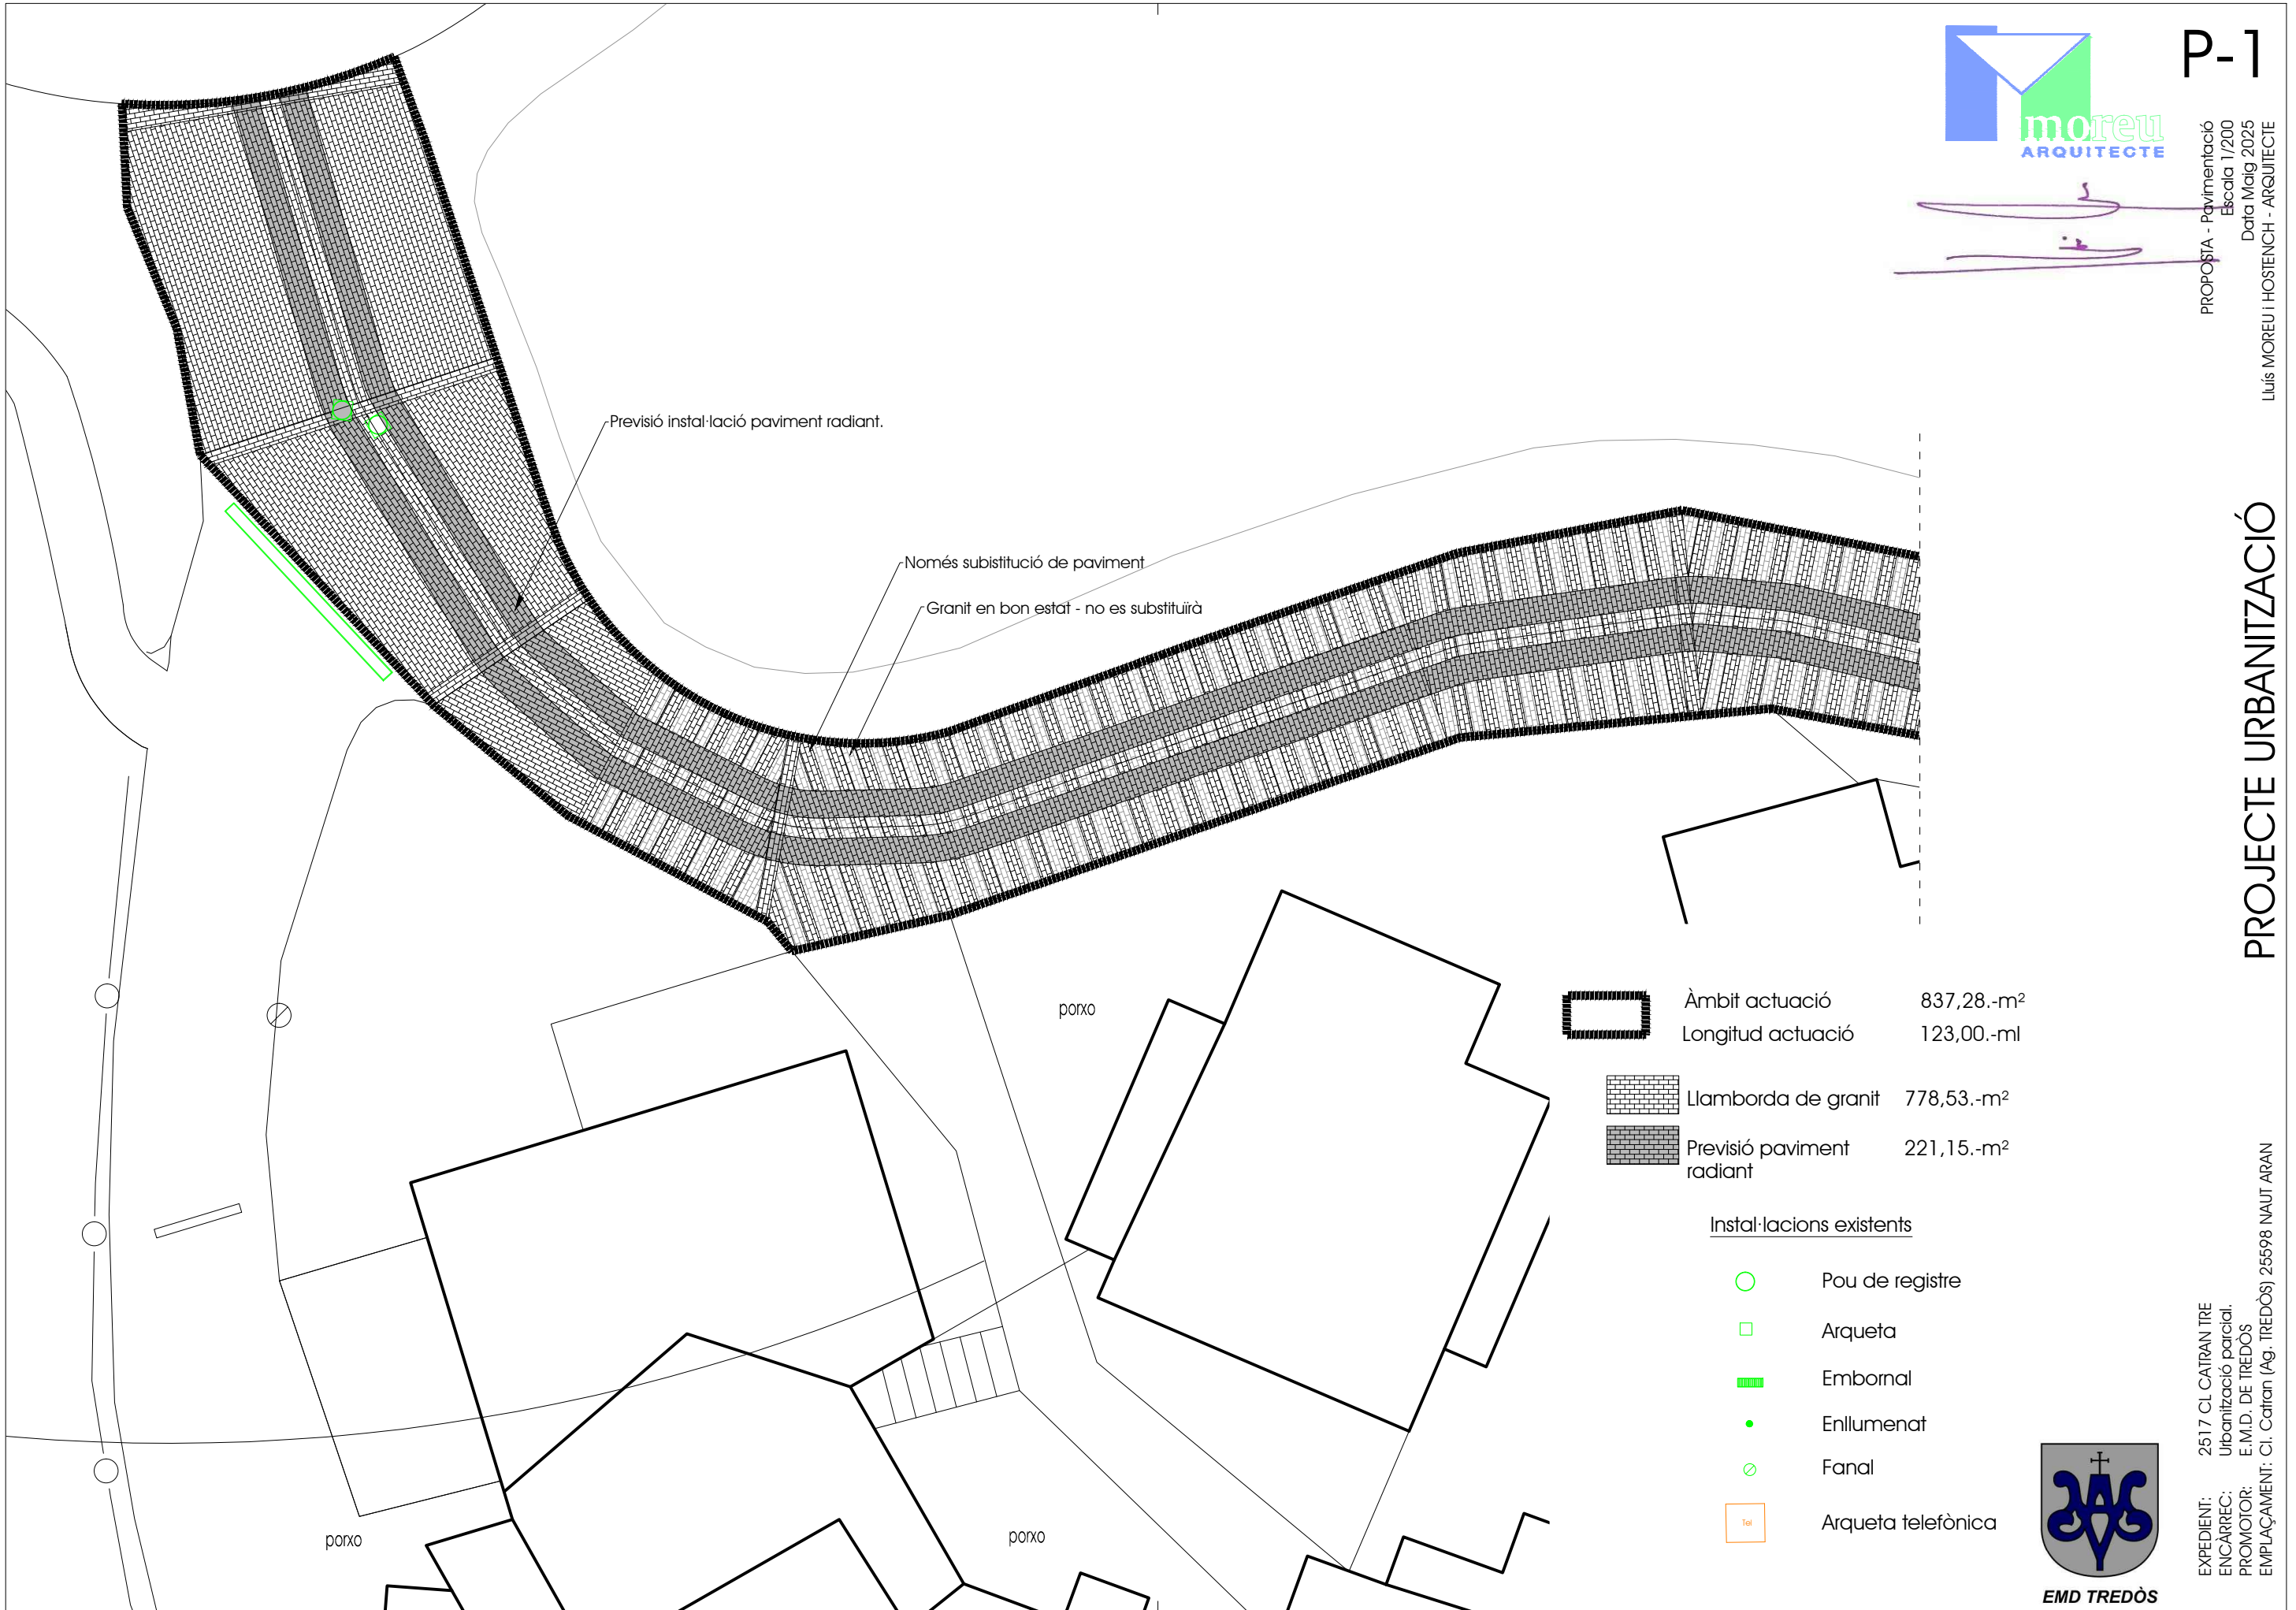 P-1
moreu
ARQUITECTE
PROPOSTA - Pavimentació
Escala 1/200
Data Maig 2025
Lluís MOREU i HOSTENCH - ARQUITECTE
PROJECTE URBANITZACIÓ
Previsió instal·lació paviment radiant.
Només subistitució de paviment
Granit en bon estat - no es substituïrà
porxo
porxo
porxo
Àmbit actuació 837,28.-m²
Longitud actuació 123,00.-ml
Llamborda de granit 778,53.-m²
Previsió paviment 221,15.-m²
radiant
Instal·lacions existents
Pou de registre
Arqueta
Embornal
Enllumenat
Fanal
Tel
Arqueta telefònica
EXPEDIENT: 2517 CL CATRAN TRE
ENCÀRREC: Urbanització parcial.
PROMOTOR: E.M.D. DE TREDÒS
EMPLAÇAMENT: Cl. Catran (Ag. TREDÒS) 25598 NAUT ARAN
EMD TREDÒS